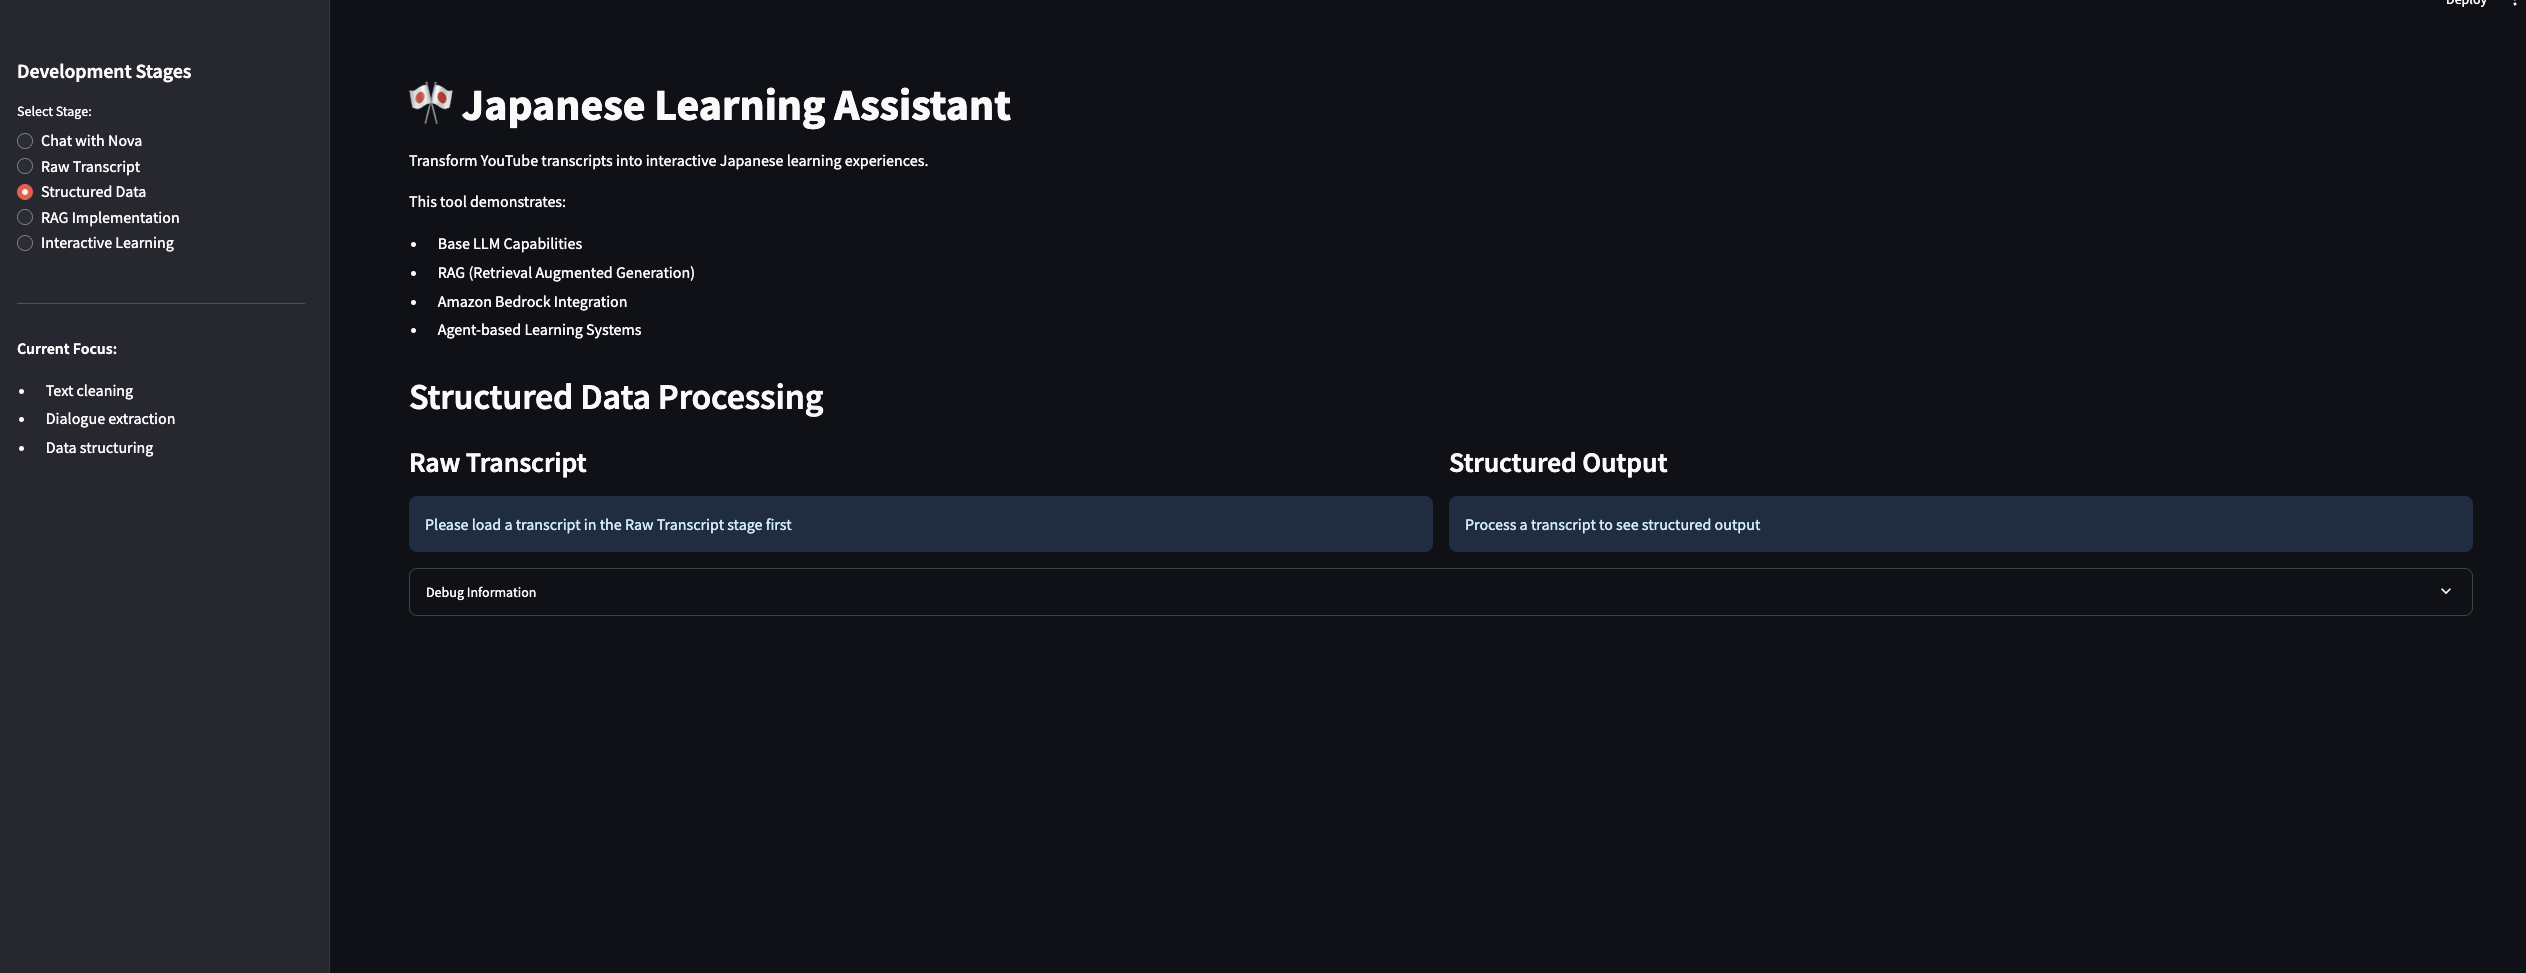 Deploy
Development Stages
Select Stage:
Chat with Nova
Raw Transcript
Structured Data
RAG Implementation
Interactive Learning
Current Focus:
• Text cleaning
• Dialogue extraction
• Data structuring
Japanese Learning Assistant
Transform YouTube transcripts into interactive Japanese learning experiences.
This tool demonstrates:
• Base LLM Capabilities
• RAG (Retrieval Augmented Generation)
• Amazon Bedrock Integration
• Agent-based Learning Systems
Structured Data Processing
Raw Transcript
Please load a transcript in the Raw Transcript stage first
Structured Output
Process a transcript to see structured output
Debug Information